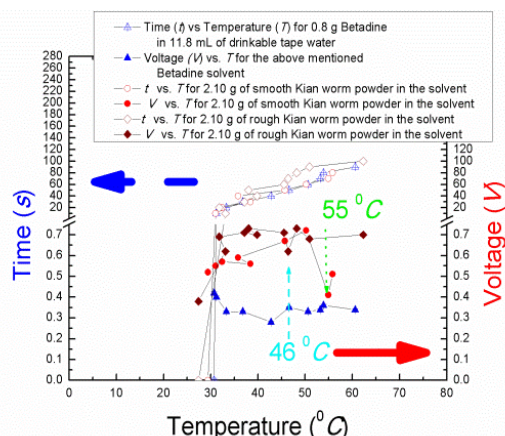 Time (t) vs Temperature (T) for 0.8 g Betadine
in 11.8 mL of drinkable tape water
Voltage (V) vs. T for the above mentioned
Betadine solvent
t vs. T for 2.10 g of smooth Kian worm powder in the solvent
V vs. T for 2.10 g of smooth Kian worm powder in the solvent
t vs. T for 2.10 g of rough Kian worm powder in the solvent
V vs. T for 2.10 g of rough Kian worm powder in the solvent
280
260
240
220
200
180
160
140
120
100
80
60
40
20
0.7
0.6
0.5
0.4
0.3
0.2
0.1
0.0
Time (s)
280
100
80
60
40
20
0.7
0.6
0.5
0.4
0.3
0.2
0.1
0.0
Voltage (V)
55 ⁰C
46 ⁰C
0 10 20 30 40 50 60 70 80
Temperature (⁰C)